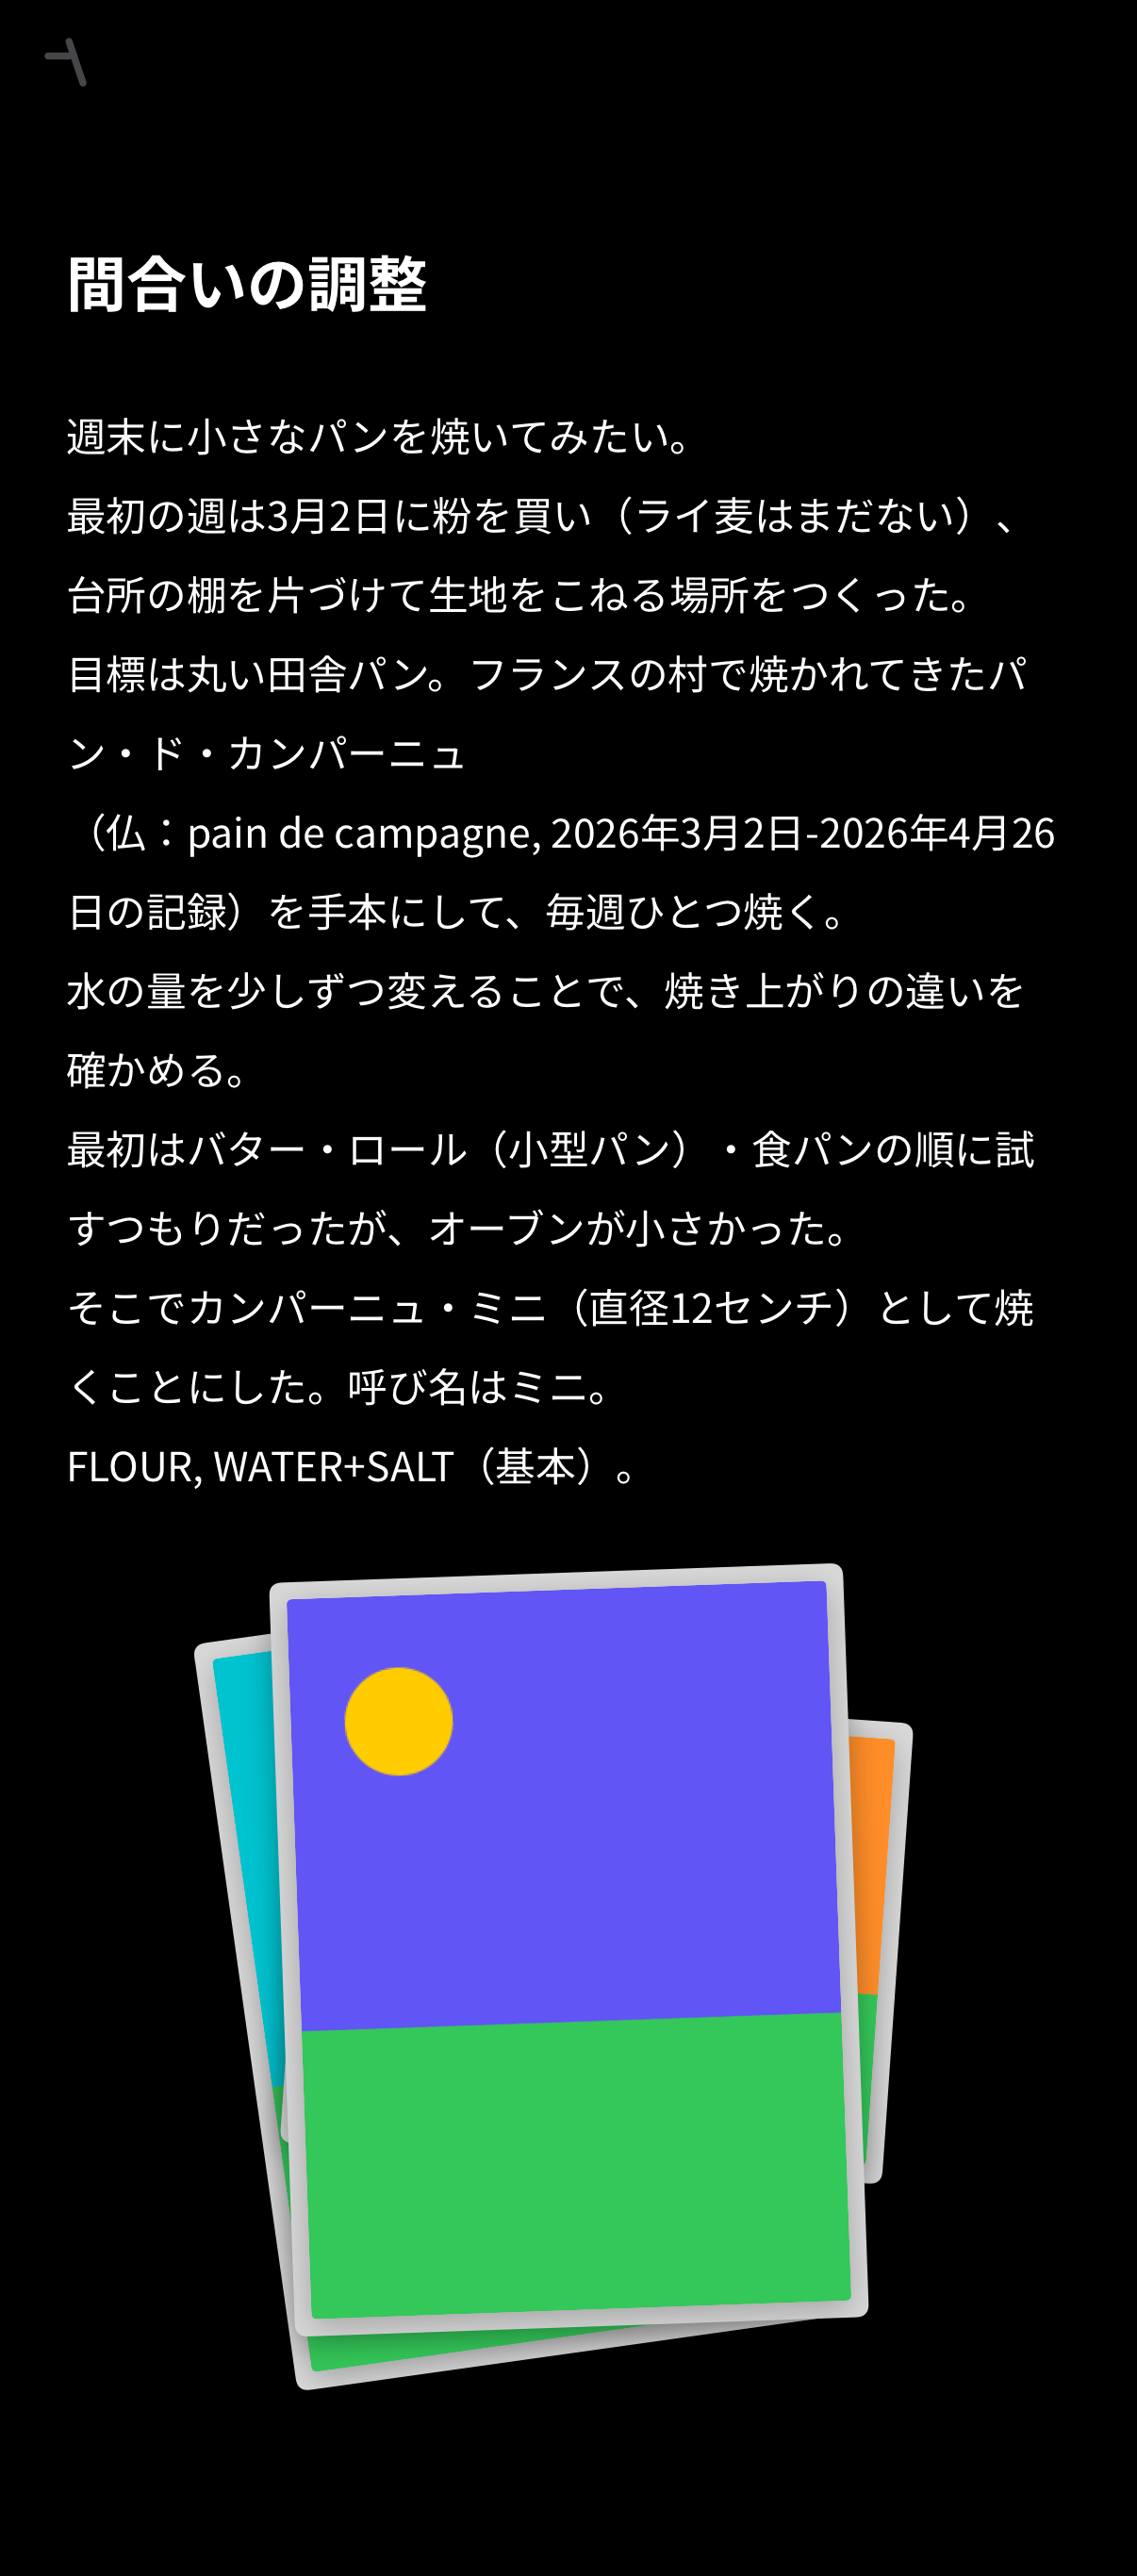 間合いの調整
週末に小さなパンを焼いてみたい。
最初の週は3月2日に粉を買い（ライ麦はまだない）、
台所の棚を片づけて生地をこねる場所をつくった。
目標は丸い田舎パン。フランスの村で焼かれてきたパ
ン・ド・カンパーニュ
（仏：pain de campagne, 2026年3月2日-2026年4月26
日の記録）を手本にして、毎週ひとつ焼く。
水の量を少しずつ変えることで、焼き上がりの違いを
確かめる。
最初はバター・ロール（小型パン）・食パンの順に試
すつもりだったが、オーブンが小さかった。
そこでカンパーニュ・ミニ（直径12センチ）として焼
くことにした。呼び名はミニ。
FLOUR, WATER+SALT（基本）。